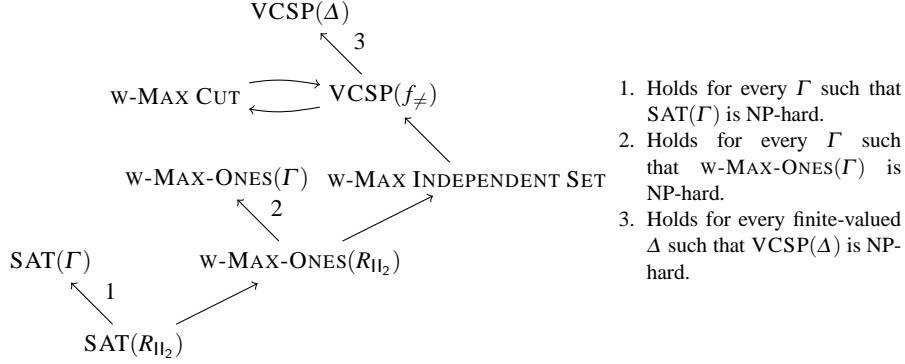 VCSP(Δ)
3
W-MAX CUT
VCSP(f≠)
W-MAX-ONES(Γ)
W-MAX INDEPENDENT SET
2
SAT(Γ)
W-MAX-ONES(R_{II_2})
1
SAT(R_{II_2})
1. Holds for every Γ such that
SAT(Γ) is NP-hard.
2. Holds for every Γ such
that W-MAX-ONES(Γ) is
NP-hard.
3. Holds for every finite-valued
Δ such that VCSP(Δ) is NP-
hard.